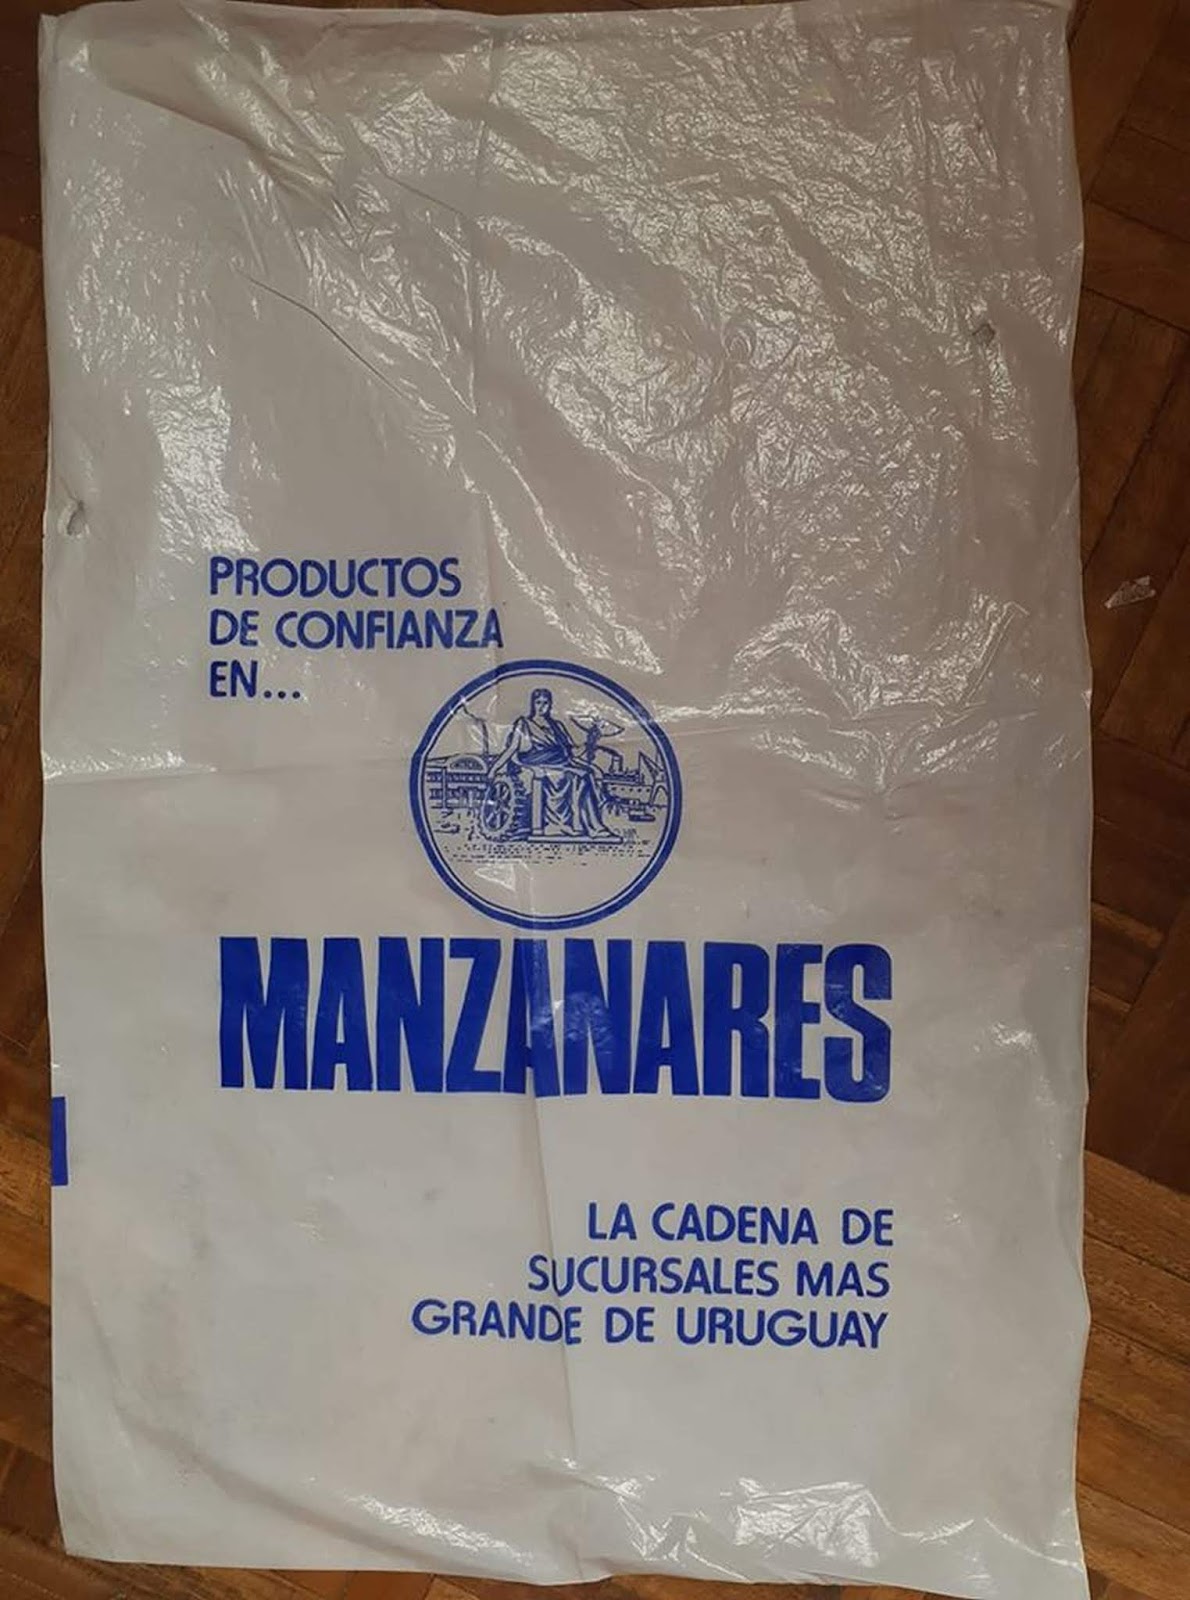 PRODUCTOS
DE CONFIANZA
EN...
MANZANARES
LA CADENA DE
SUCURSALES MAS
GRANDE DE URUGUAY